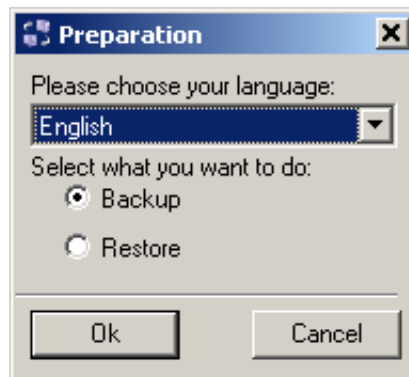 Preparation
Please choose your language:
English
Select what you want to do:
Backup
Restore
Ok
Cancel